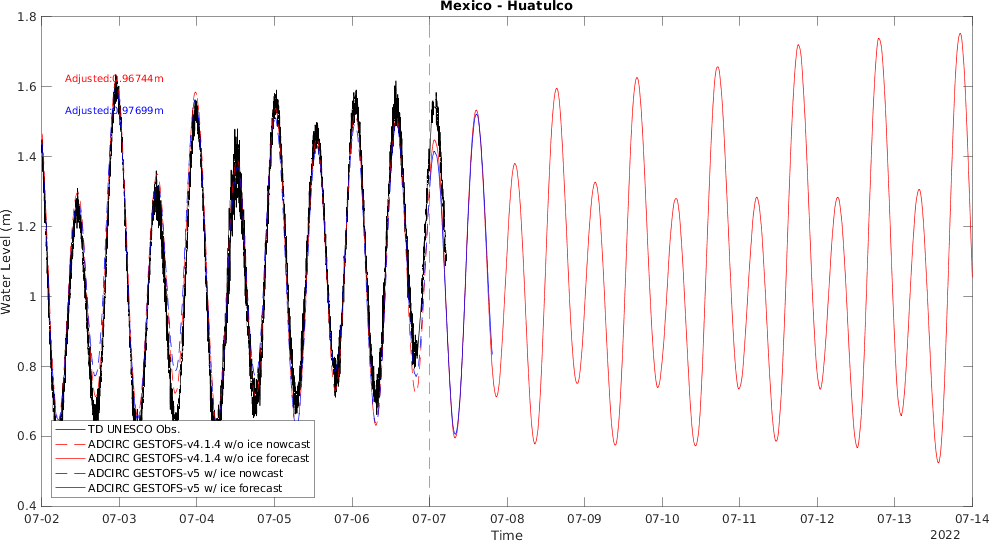 Mexico - Huatulco
Water Level (m)
1.8
1.6
1.4
1.2
1
0.8
0.6
0.4
Adjusted:0.96744m
Adjusted:0.97699m
TD UNESCO Obs.
ADCIRC GESTOFS-v4.1.4 w/o ice nowcast
ADCIRC GESTOFS-v4.1.4 w/o ice forecast
ADCIRC GESTOFS-v5 w/ ice nowcast
ADCIRC GESTOFS-v5 w/ ice forecast
07-02 07-03 07-04 07-05 07-06 07-07 07-08 07-09 07-10 07-11 07-12 07-13 07-14
Time
2022